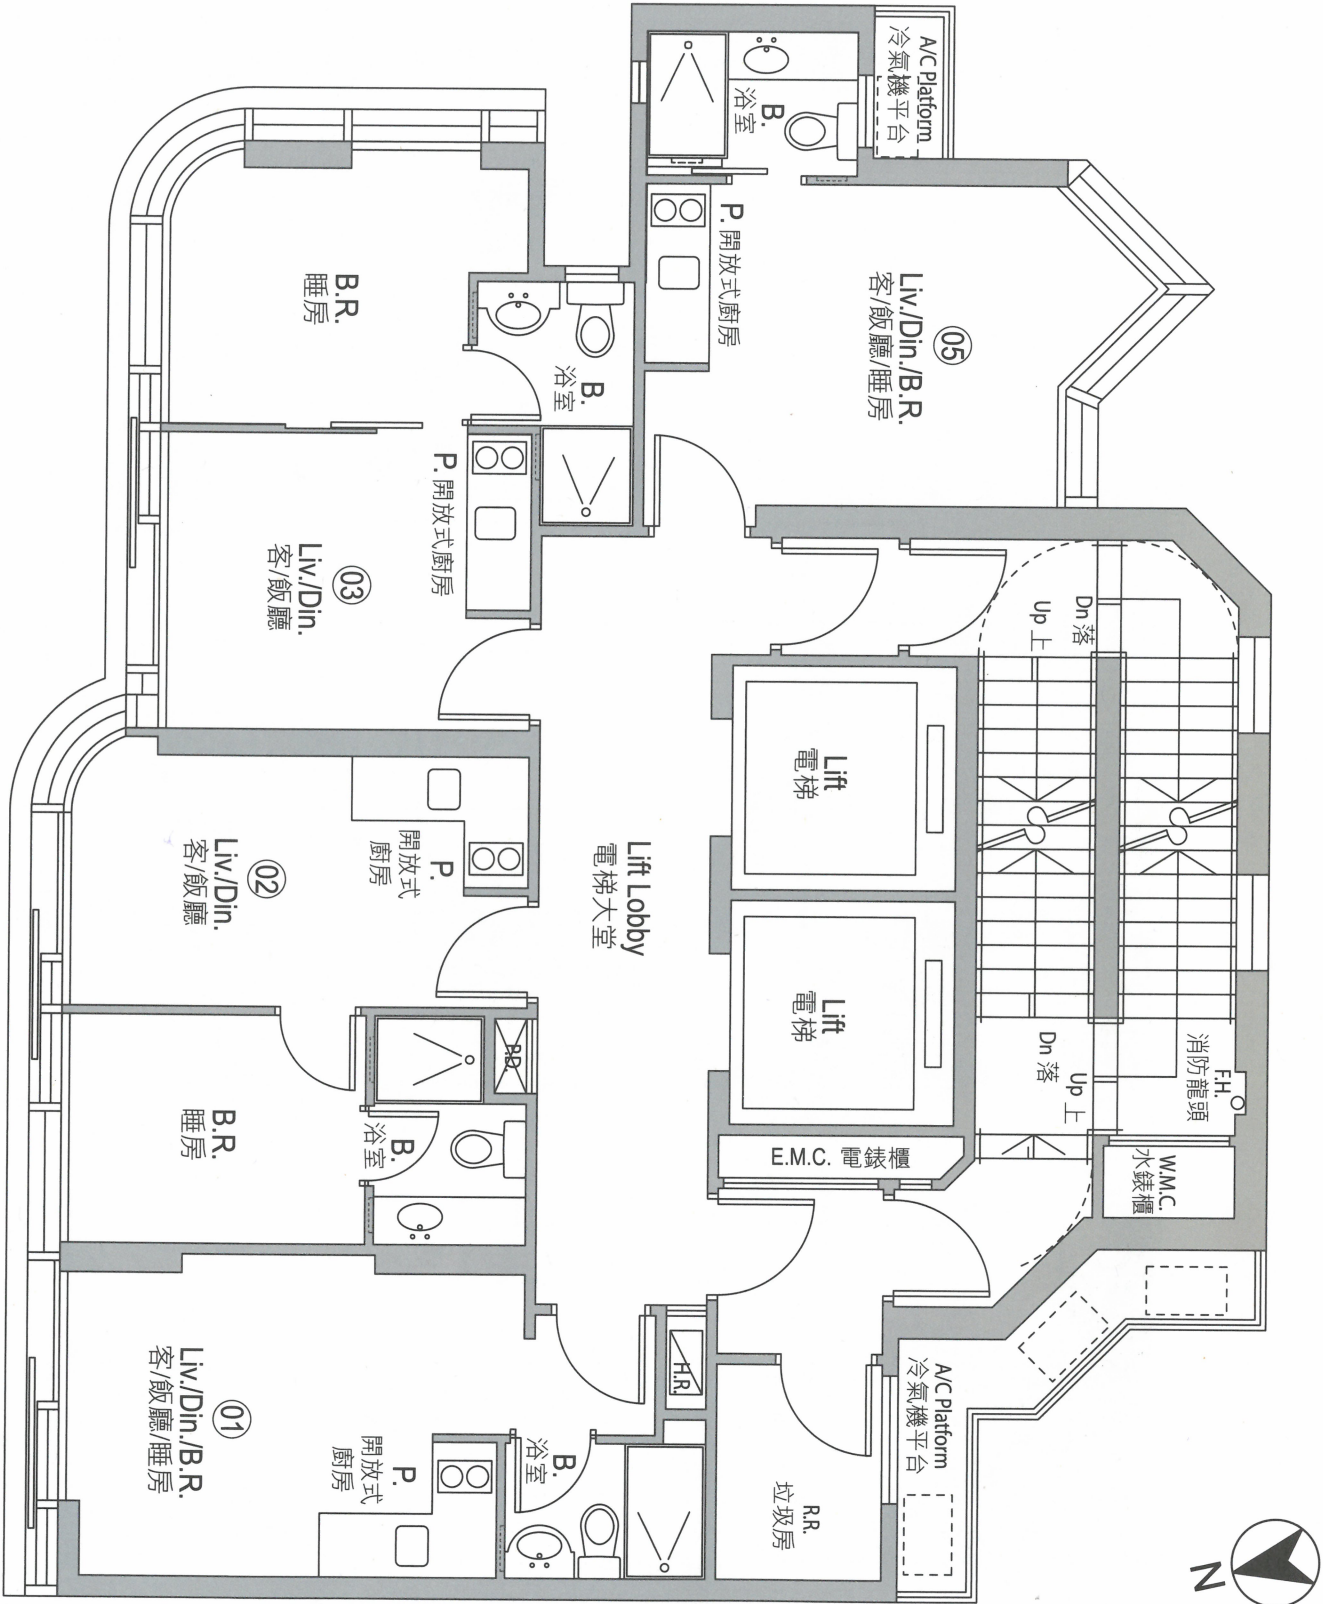 A/C Platform
冷氣機平台
B.
浴室
P. 開放式廚房
05
Liv./Din./B.R.
客/飯廳/睡房
B.R.
睡房
B.
浴室
P. 開放式廚房
03
Liv./Din.
客/飯廳
Dn 落
Up 上
Lift
電梯
Lift Lobby
電梯大堂
02
Liv./Din.
客/飯廳
P.
開放式
廚房
Lift
電梯
P.D.
B.R.
睡房
B.
浴室
Up 上
Dn 落
F.H.
消防龍頭
W.M.C.
水錶櫃
E.M.C. 電錶櫃
H.R.
01
Liv./Din./B.R.
客/飯廳/睡房
P.
開放式
廚房
B.
浴室
R.R.
垃圾房
A/C Platform
冷氣機平台
N